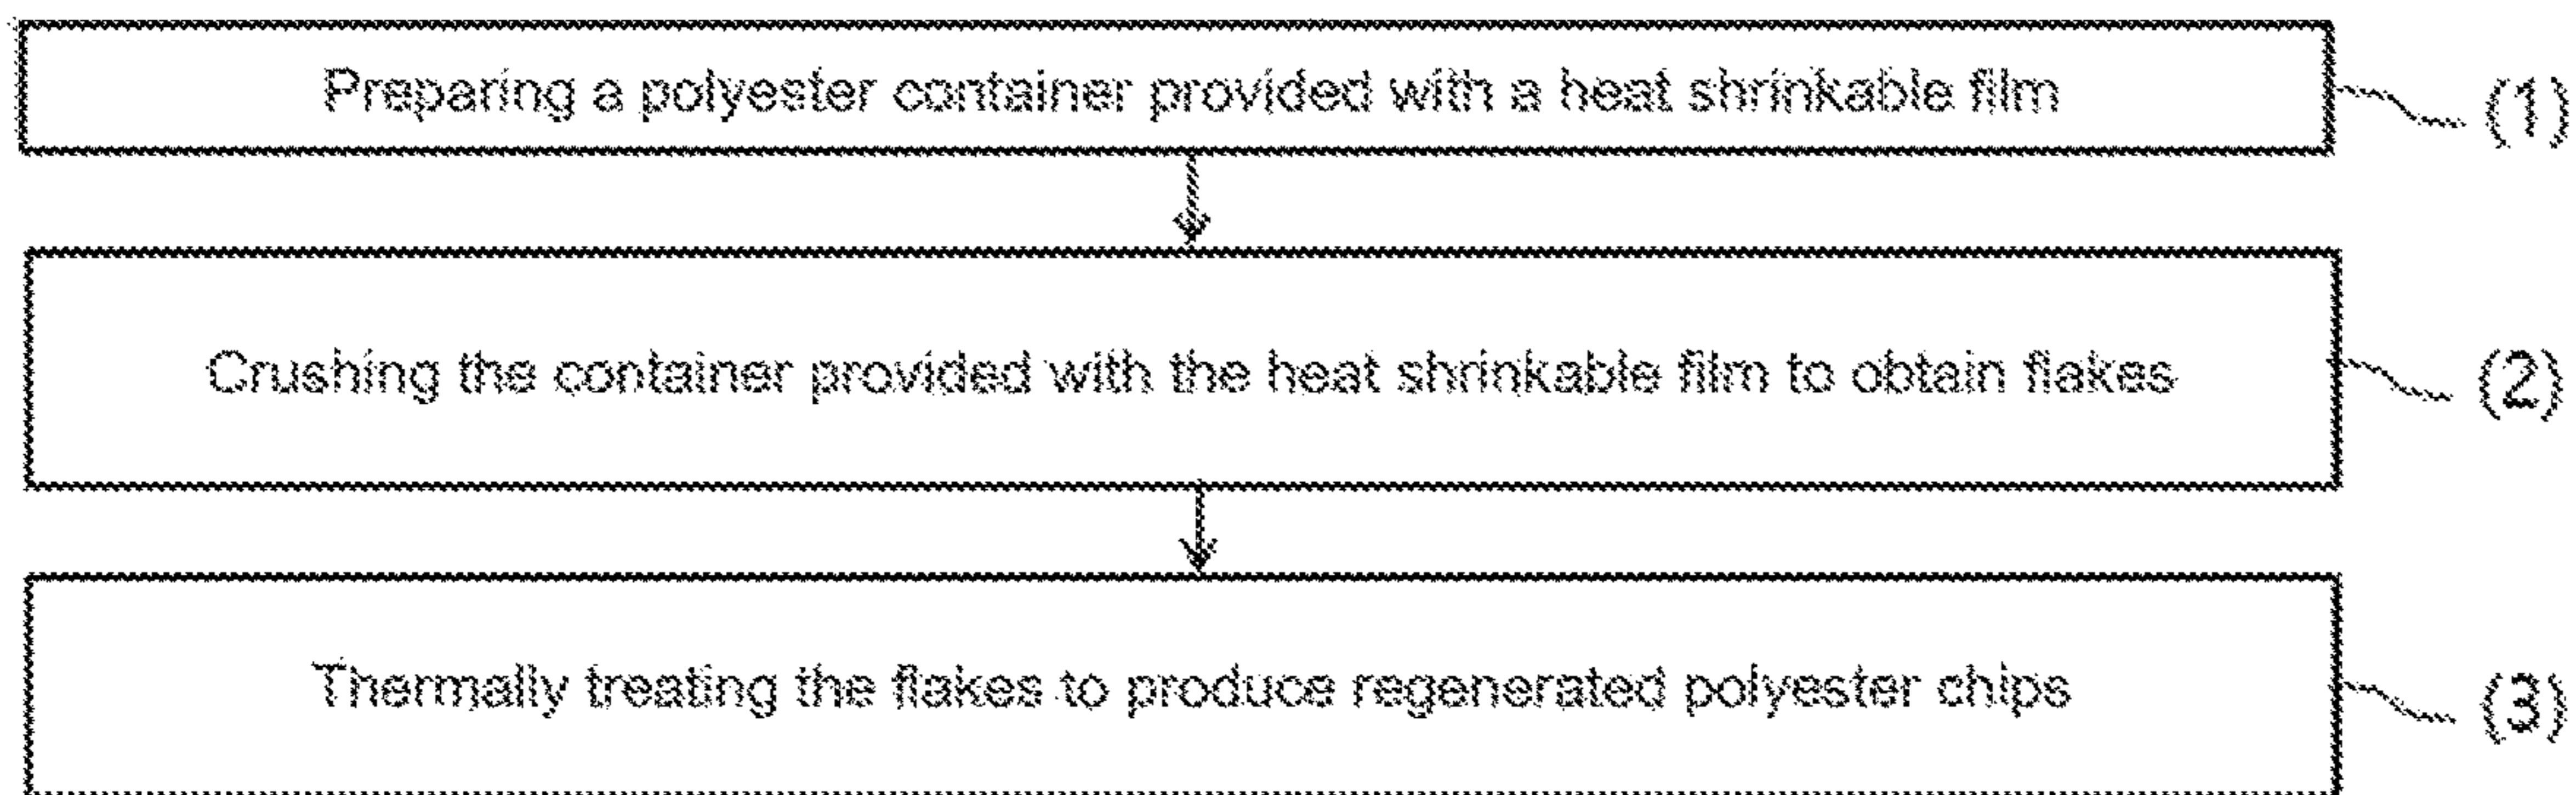 Preparing a polyester container provided with a heat shrinkable film
(1)
Crushing the container provided with the heat shrinkable film to obtain flakes
(2)
Thermally treating the flakes to produce regenerated polyester chips
(3)